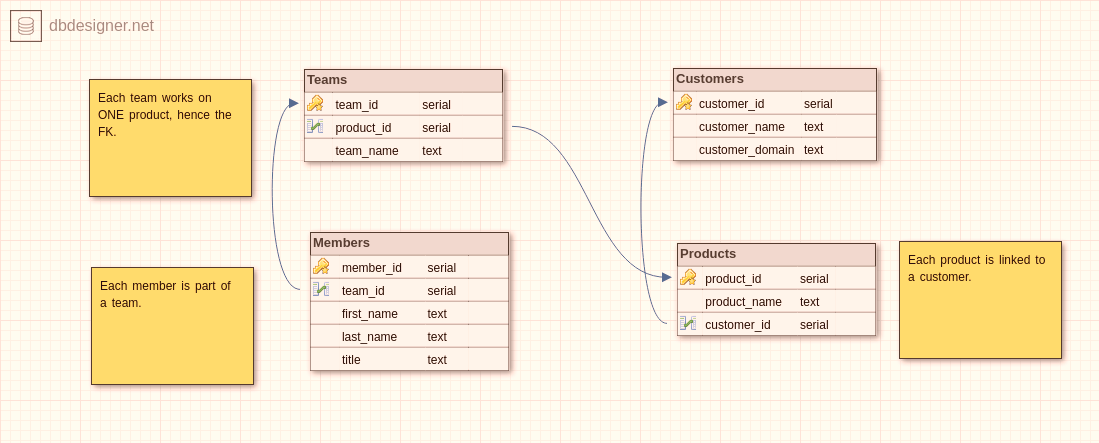 dbdesigner.net
Each team works on
ONE product, hence the
FK.
Teams
team_id serial
product_id serial
team_name text
Customers
customer_id serial
customer_name text
customer_domain text
Each member is part of
a team.
Members
member_id serial
team_id serial
first_name text
last_name text
title text
Products
product_id serial
product_name text
customer_id serial
Each product is linked to
a customer.